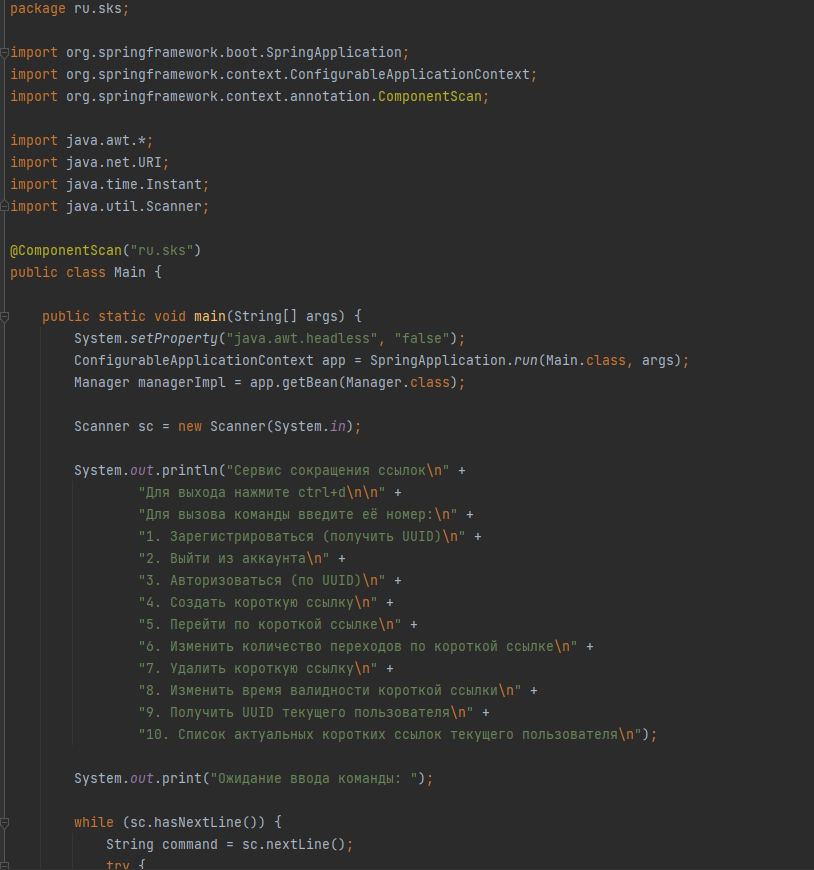 package ru.sks;
import org.springframework.boot.SpringApplication;
import org.springframework.context.ConfigurableApplicationContext;
import org.springframework.context.annotation.ComponentScan;
import java.awt.*;
import java.net.URI;
import java.time.Instant;
import java.util.Scanner;
@ComponentScan("ru.sks")
public class Main {
public static void main(String[] args) {
System.setProperty("java.awt.headless", "false");
ConfigurableApplicationContext app = SpringApplication.run(Main.class, args);
Manager managerImpl = app.getBean(Manager.class);
Scanner sc = new Scanner(System.in);
System.out.println("Сервис сокращения ссылок\n" +
"Для выхода нажмите ctrl+d\n\n" +
"Для вызова команды введите её номер:\n" +
"1. Зарегистрироваться (получить UUID)\n" +
"2. Выйти из аккаунта\n" +
"3. Авторизоваться (по UUID)\n" +
"4. Создать короткую ссылку\n" +
"5. Перейти по короткой ссылке\n" +
"6. Изменить количество переходов по короткой ссылке\n" +
"7. Удалить короткую ссылку\n" +
"8. Изменить время валидности короткой ссылки\n" +
"9. Получить UUID текущего пользователя\n" +
"10. Список актуальных коротких ссылок текущего пользователя\n");
System.out.print("Ожидание ввода команды: ");
while (sc.hasNextLine()) {
String command = sc.nextLine();
try {